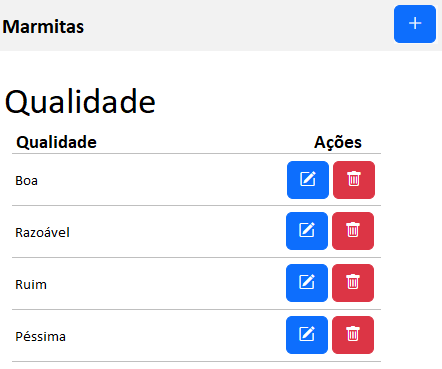 Marmitas
Qualidade
Qualidade Ações
Boa
Razoável
Ruim
Péssima